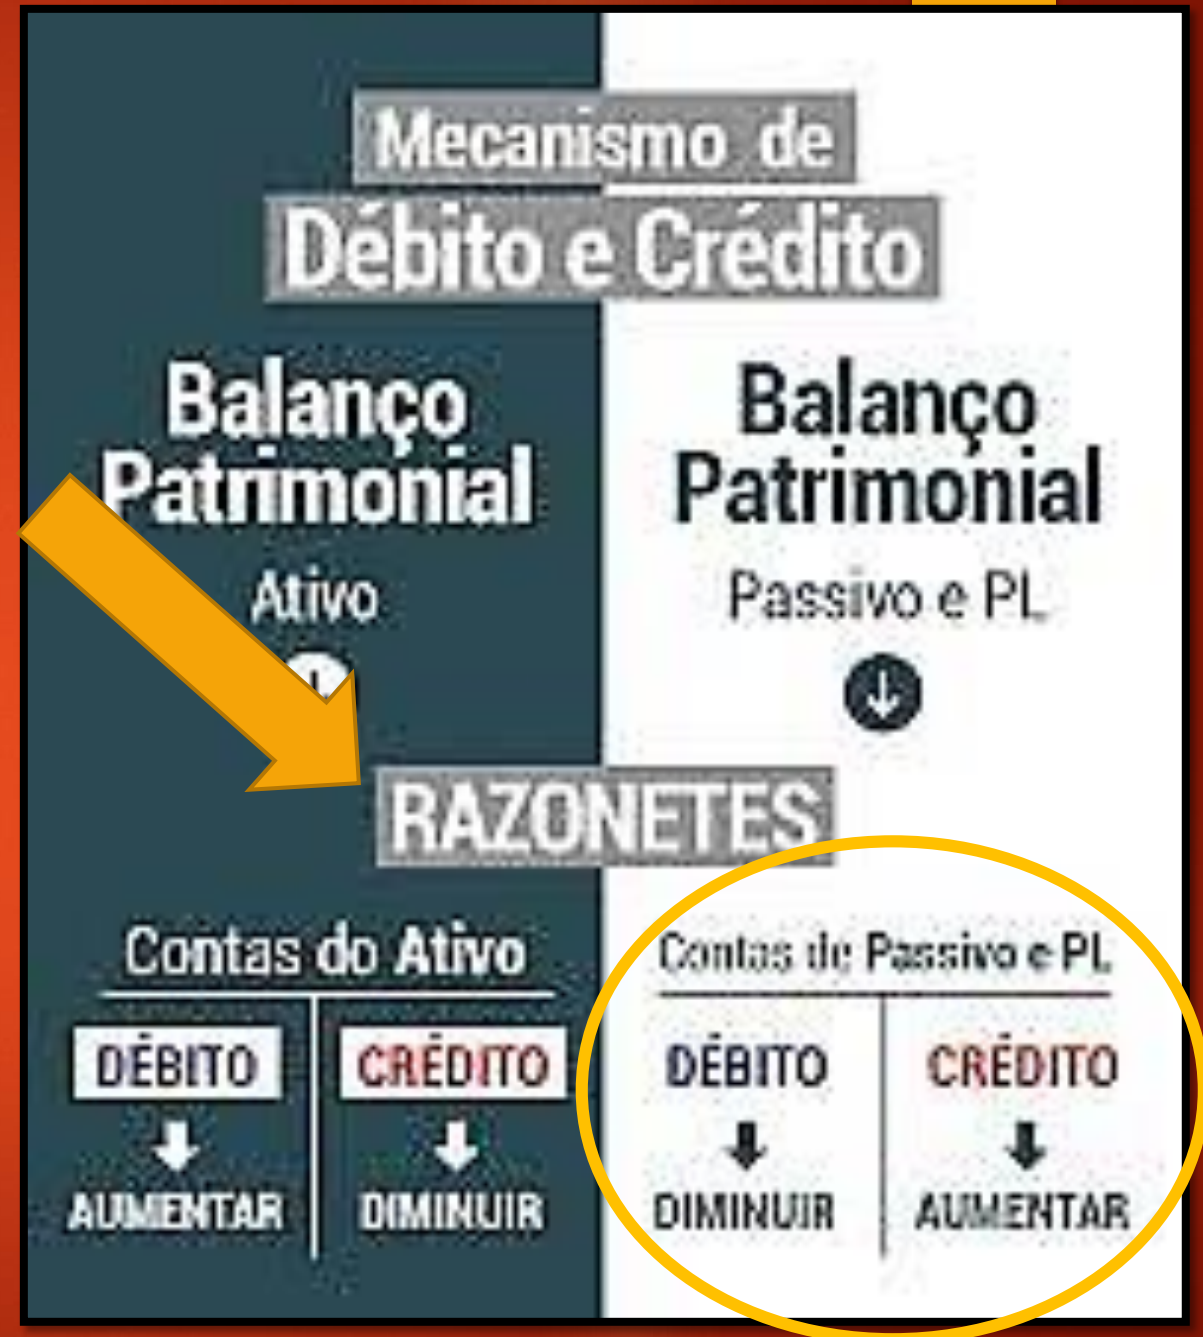 Mecanismo de
Débito e Crédito
Balanço
Patrimonial
Ativo
Balanço
Patrimonial
Passivo e PL
RAZONETES
Contas do Ativo
DÉBITO
CRÉDITO
AUMENTAR
DIMINUIR
Contas de Passivo e PL
DÉBITO
CRÉDITO
DIMINUIR
AUMENTAR